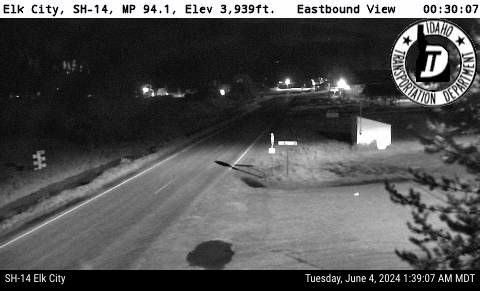 Elk City, SH-14, MP 94.1, Elev 3,939ft. Eastbound View 00:30:07
IDAHO
TRANSPORTATION DEPARTMENT
SH-14 Elk City Tuesday, June 4, 2024 1:39:07 AM MDT